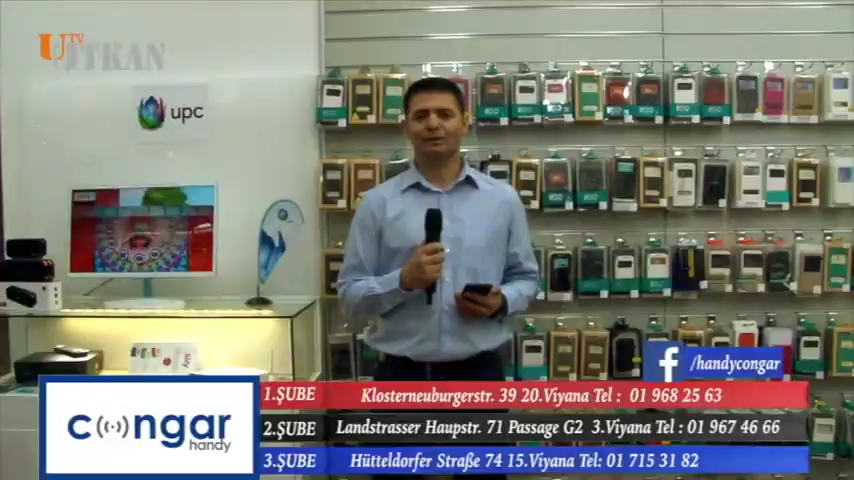 UTV UTKAN
upc
/handycongar
congar
handy
1.ŞUBE Klosterneuburgerstr. 39 20.Viyana Tel : 01 968 25 63
2.ŞUBE Landstrasser Haupstr. 71 Passage G2 3.Viyana Tel : 01 967 46 66
3.ŞUBE Hütteldorfer Straße 74 15.Viyana Tel: 01 715 31 82